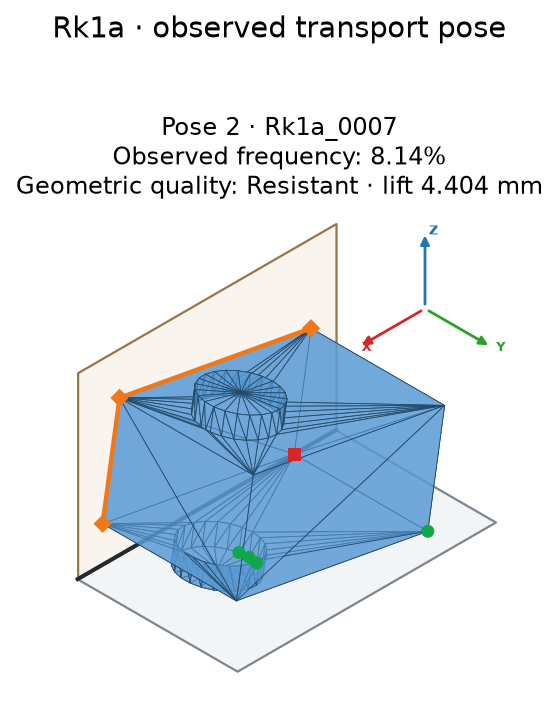 Rk1a · observed transport pose
Pose 2 · Rk1a_0007
Observed frequency: 8.14%
Geometric quality: Resistant · lift 4.404 mm
Z
X
Y